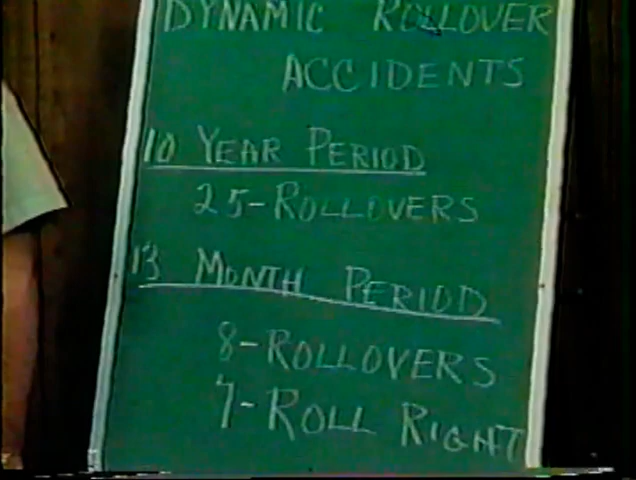 DYNAMIC ROLLOVER
ACCIDENTS
10 YEAR PERIOD
25-ROLLOVERS
13 MONTH PERIOD
8-ROLLOVERS
7-ROLL RIGHT